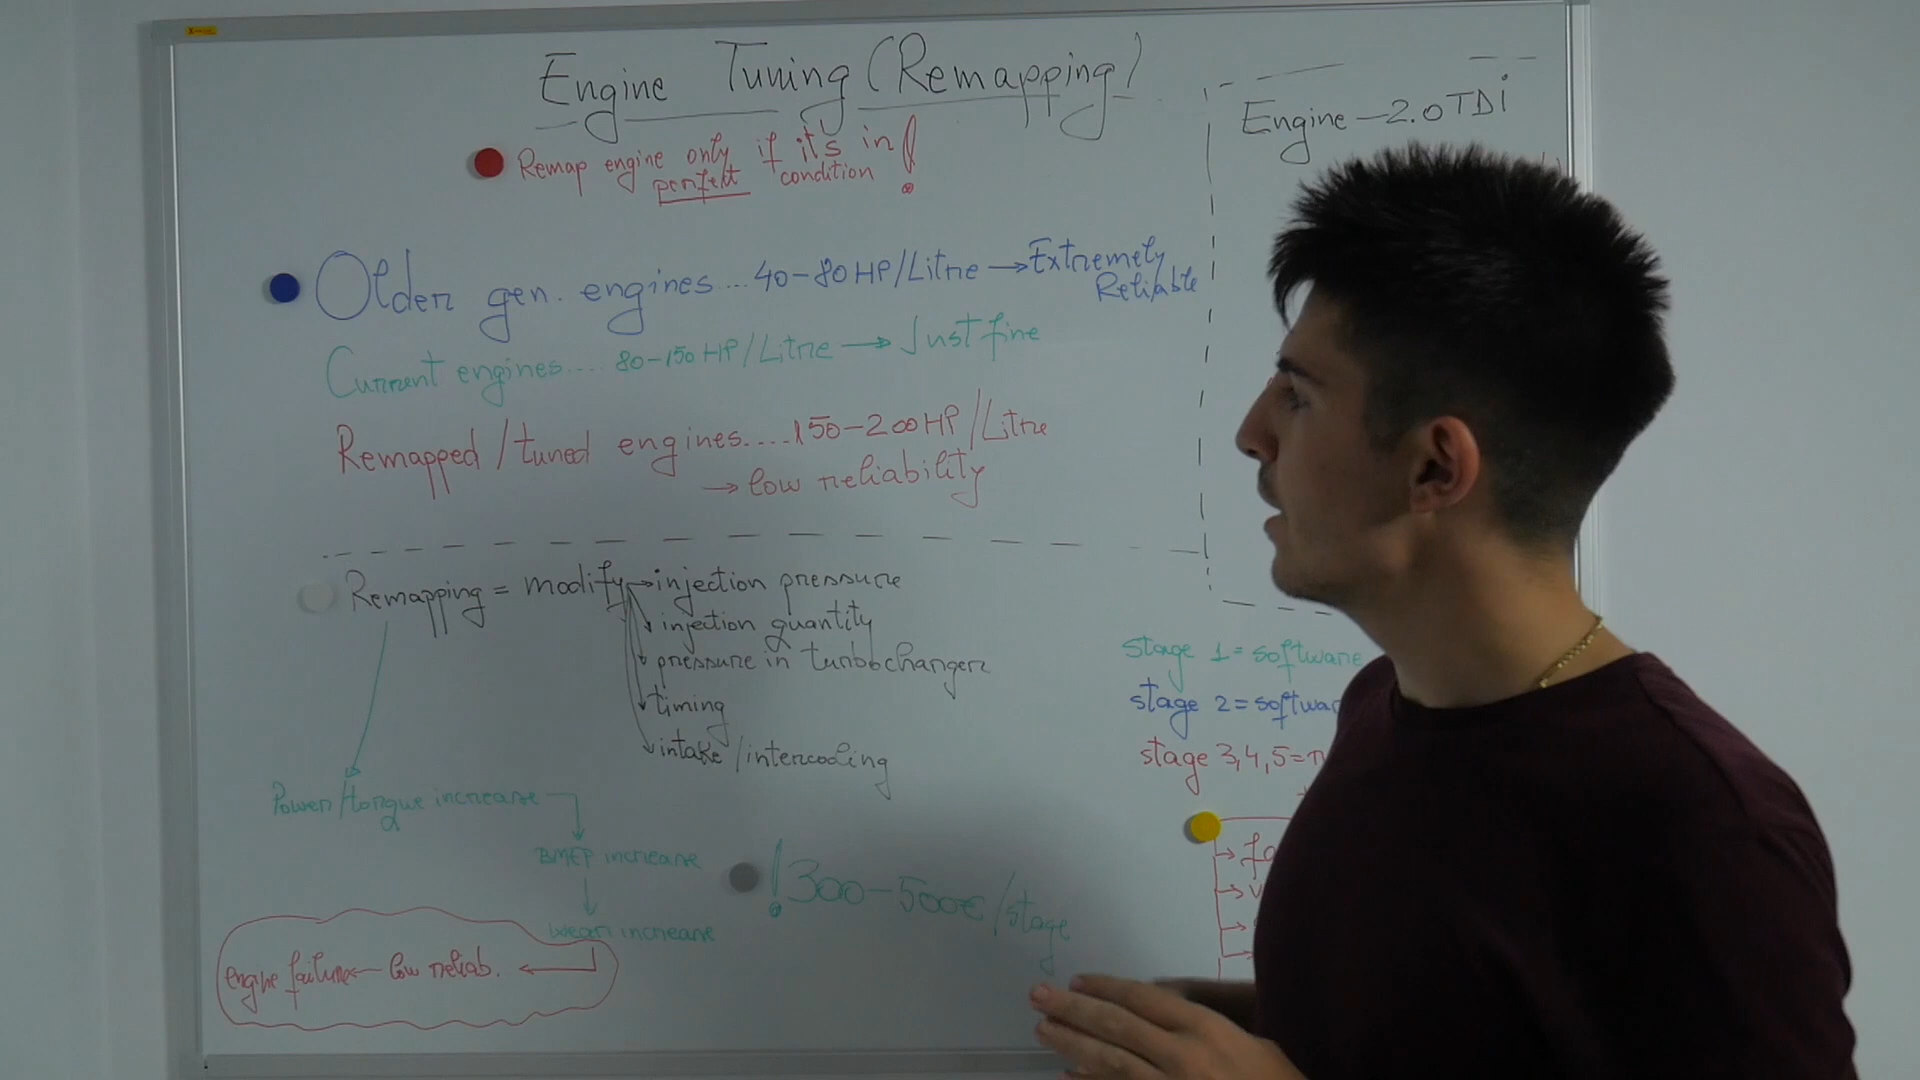 Engine Tuning (Remapping)
Remap engine only if it's in !
perfekt condition
Older gen. engines... 40-80 HP/Litre → Extremely
Reliable
Current engines.... 80-150 HP/Litre → Just fine
Remapped/tuned engines.... 150-200 HP/Litre
→ low reliability
Remapping = modify → injection pressure
injection quantity
pressure in turbocharger
timing
intake/intercooling
Power/torque increase
BMEP increase
wear increase
engine failure ← low reliab. ←
! 300-500€/stage
Engine - 2.0 TDi
stage 1 = software
stage 2 = softwar
stage 3,4,5 =